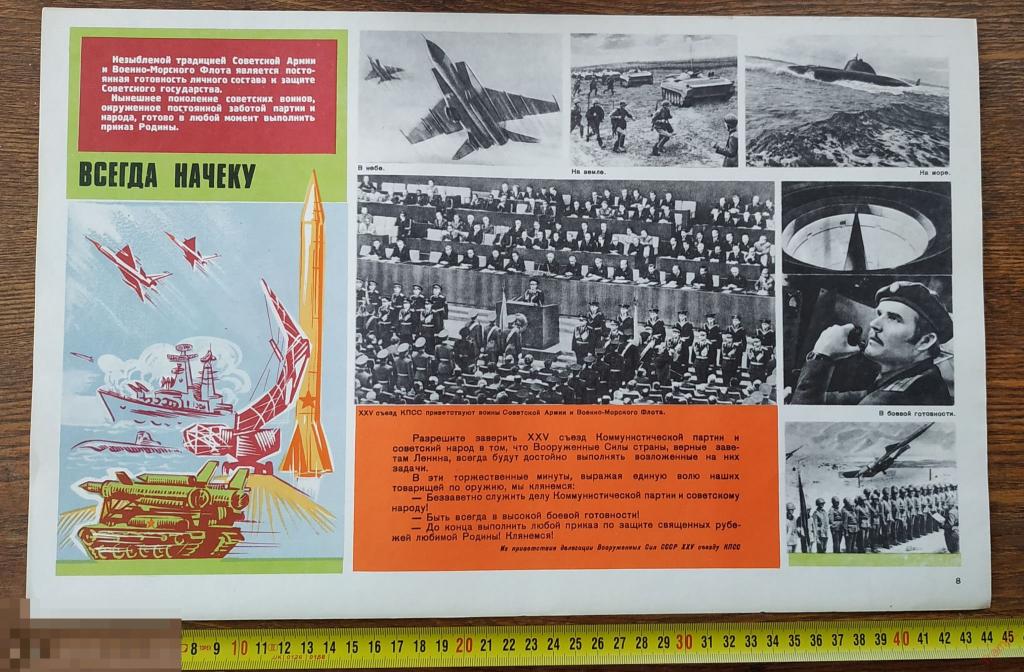 Незыблемой традицией Советской Армии
и Военно-Морского Флота является посто-
янная готовность личного состава к защите
Советского государства.
Нынешнее поколение советских воинов,
окруженное постоянной заботой партии и
народа, готово в любой момент выполнить
приказ Родины.
ВСЕГДА НАЧЕКУ
В небе.
На земле.
На море.
XXV съезд КПСС приветствуют воины Советской Армии и Военно-Морского Флота.
В боевой готовности.
Разрешите заверить XXV съезд Коммунистической партии и
советский народ в том, что Вооруженные Силы страны, верные заве-
там Ленина, всегда будут достойно выполнять возложенные на них
задачи.
В эти торжественные минуты, выражая единую волю наших
товарищей по оружию, мы клянемся:
— Беззаветно служить делу Коммунистической партии и советскому
народу!
— Быть всегда в высокой боевой готовности!
— До конца выполнить любой приказ по защите священных рубе-
жей любимой Родины! Клянемся!
Из приветствия делегации Вооруженных Сил СССР XXV съезду КПСС
8
8 9 10 11 12 13 14 15 16 17 18 19 20 21 22 23 24 25 26 27 28 29 30 31 32 33 34 35 36 37 38 39 40 41 42 43 44 45